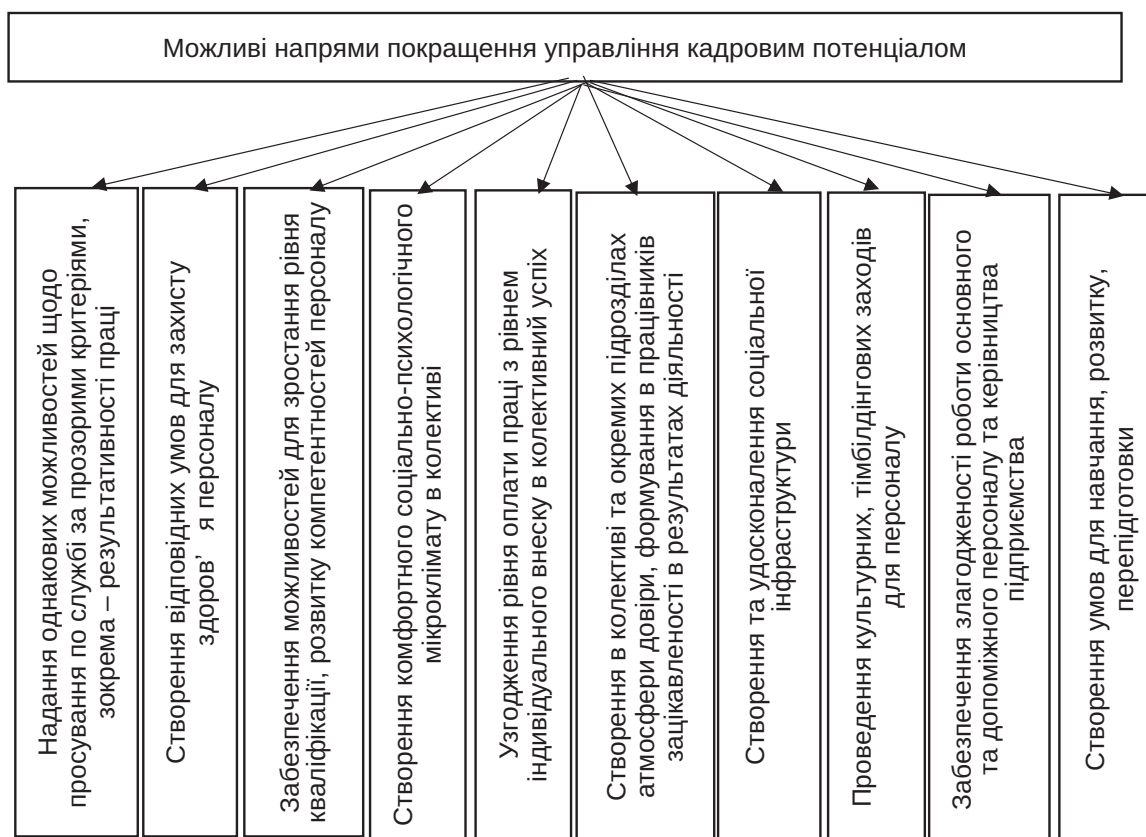 Можливі напрями покращення управління кадровим потенціалом
Надання однакових можливостей щодо
просування по службі за прозорими критеріями,
зокрема – результативності праці
Створення відповідних умов для захисту
здоров’ я персоналу
Забезпечення можливостей для зростання рівня
кваліфікації, розвитку компетентностей персоналу
Створення комфортного соціально-психологічного
мікроклімату в колективі
Узгодження рівня оплати праці з рівнем
індивідуального внеску в колективний успіх
Створення в колективі та окремих підрозділах
атмосфери довіри, формування в працівників
зацікавленості в результатах діяльності
Створення та удосконалення соціальної
інфраструктури
Проведення культурних, тімбілдінгових заходів
для персоналу
Забезпечення злагодженості роботи основного
та допоміжного персоналу та керівництва
підприємства
Створення умов для навчання, розвитку,
перепідготовки